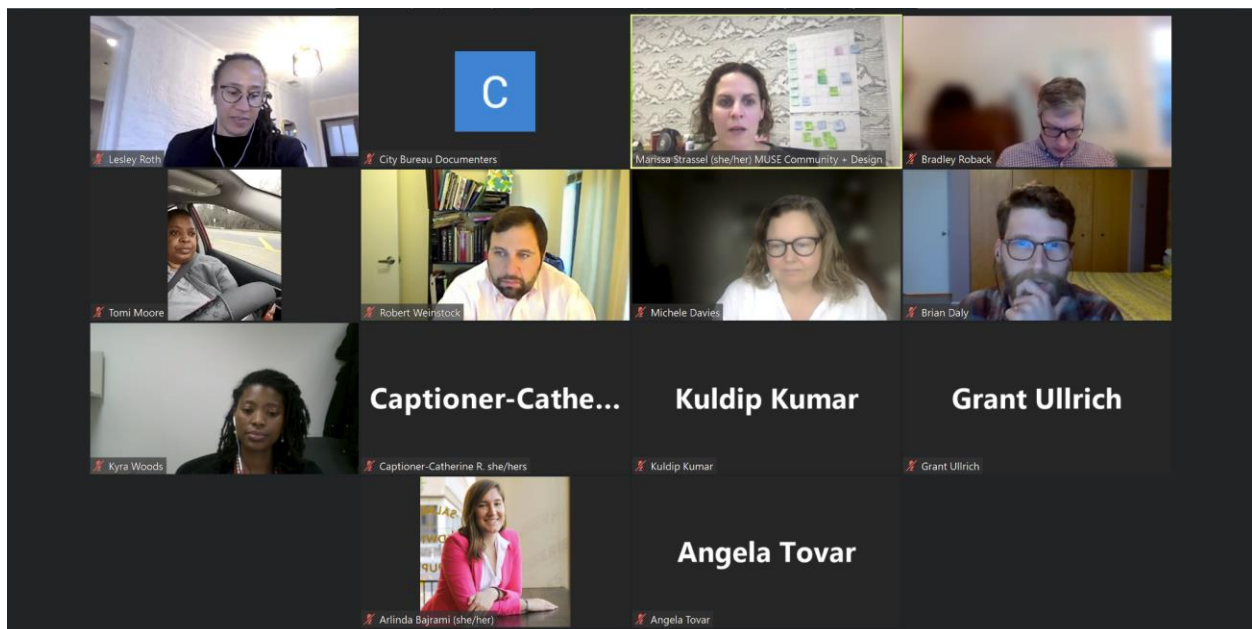 Lesley Roth
C
City Bureau Documenters
Marissa Strassel (she/her) MUSE Community + Design
Bradley Roback
Tomi Moore
Robert Weinstock
Michele Davies
Brian Daly
Kyra Woods
Captioner-Cathe...
Captioner-Catherine R. she/hers
Kuldip Kumar
Kuldip Kumar
Grant Ullrich
Grant Ullrich
Arlinda Bajrami (she/her)
Angela Tovar
Angela Tovar